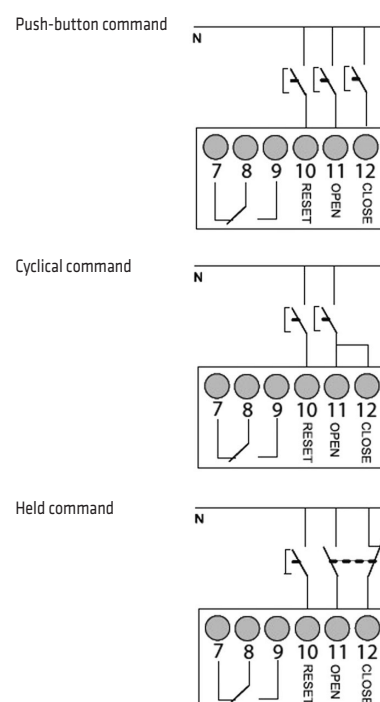 Push-button command
N
7 8 9 10 11 12
RESET OPEN CLOSE
Cyclical command
N
7 8 9 10 11 12
RESET OPEN CLOSE
Held command
N
7 8 9 10 11 12
RESET OPEN CLOSE